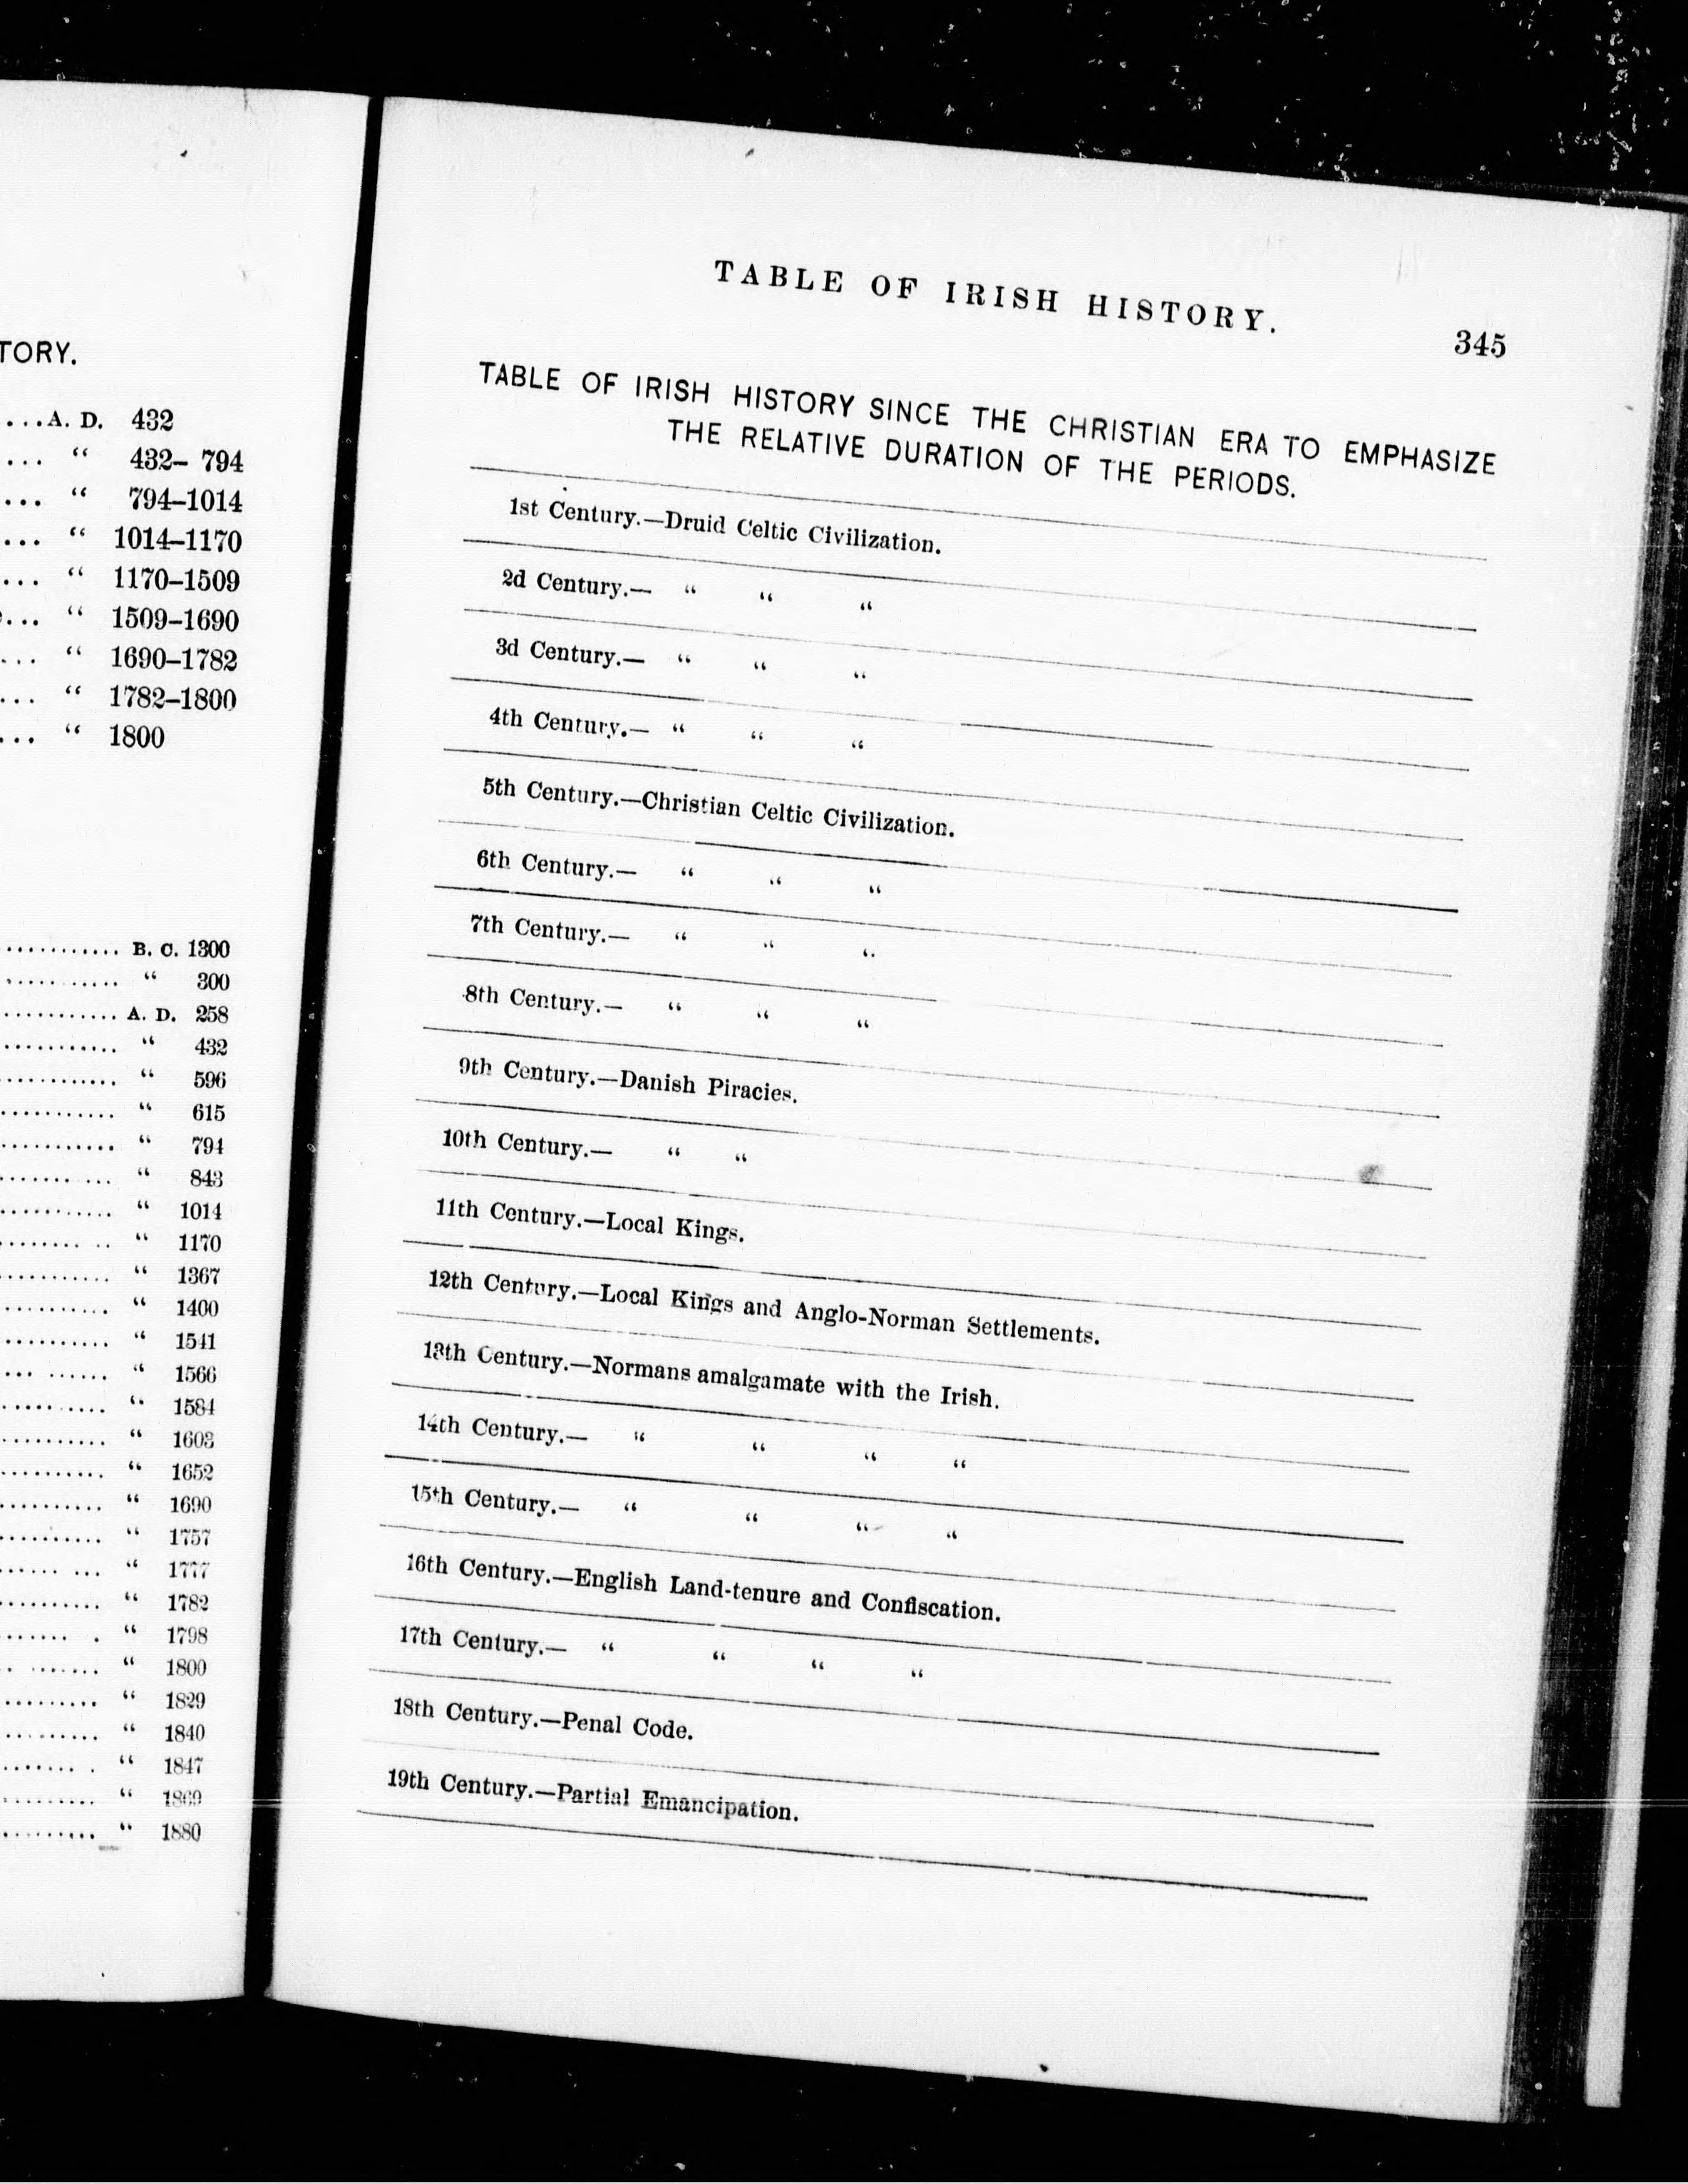 TORY.
...A. D. 432
... “ 432– 794
... “ 794–1014
... “ 1014–1170
... “ 1170–1509
... “ 1509–1690
... “ 1690–1782
... “ 1782–1800
... “ 1800
........... B. C. 1300
........... “ 300
........... A. D. 258
........... “ 432
........... “ 596
........... “ 615
........... “ 794
........... “ 843
........... “ 1014
........... “ 1170
........... “ 1367
........... “ 1400
........... “ 1541
... ...... “ 1566
........... “ 1584
........... “ 1603
........... “ 1652
........... “ 1690
........... “ 1757
....... ... “ 1777
........... “ 1782
....... . “ 1798
.. ....... “ 1800
.......... “ 1829
.......... “ 1840
........ . “ 1847
.......... “ 1869
.......... “ 1880
TABLE OF IRISH HISTORY.
345
TABLE OF IRISH HISTORY SINCE THE CHRISTIAN ERA TO EMPHASIZE
THE RELATIVE DURATION OF THE PERIODS.
1st Century.—Druid Celtic Civilization.
2d Century.— “ “ “
3d Century.— “ “ “
4th Century.— “ “ “
5th Century.—Christian Celtic Civilization.
6th Century.— “ “ “
7th Century.— “ “ “
8th Century.— “ “ “
9th Century.—Danish Piracies.
10th Century.— “ “
11th Century.—Local Kings.
12th Century.—Local Kings and Anglo-Norman Settlements.
13th Century.—Normans amalgamate with the Irish.
14th Century.— “ “ “ “
15th Century.— “ “ “ “
16th Century.—English Land-tenure and Confiscation.
17th Century.— “ “ “ “
18th Century.—Penal Code.
19th Century.—Partial Emancipation.